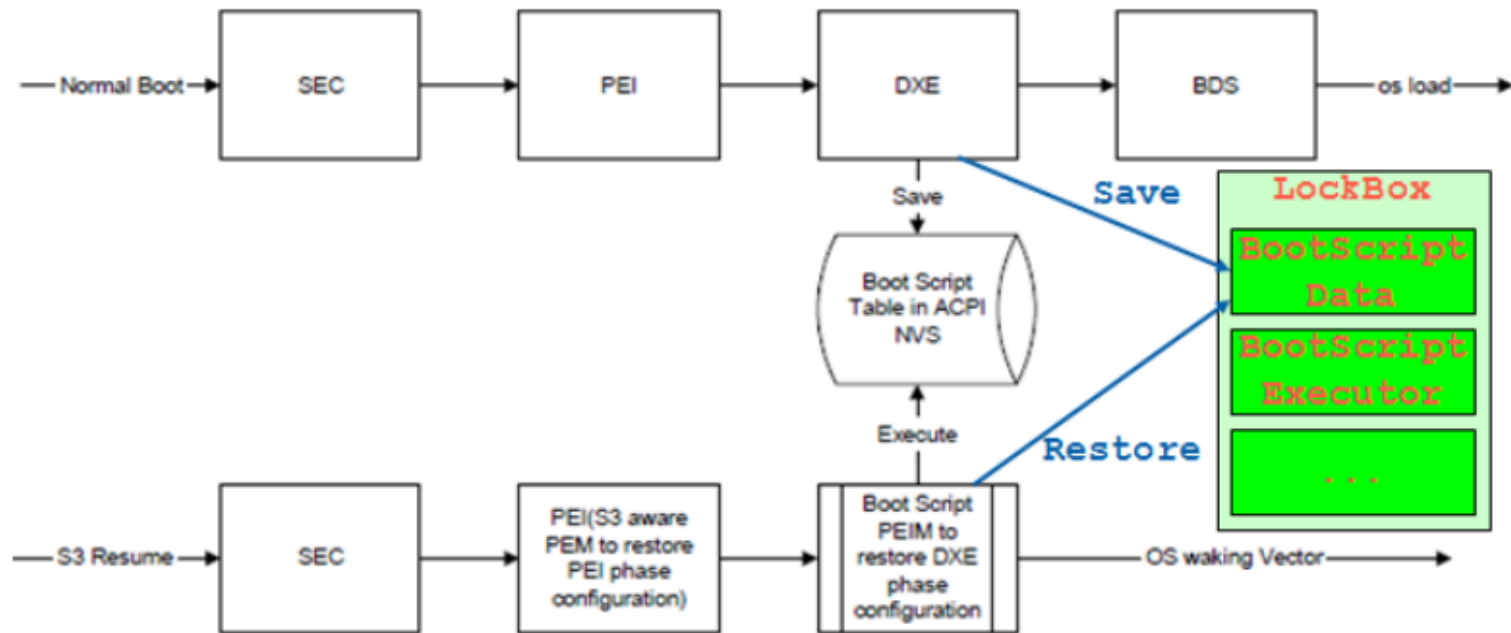 Normal Boot
SEC
PEI
DXE
BDS
os load
Save
Save
LockBox
BootScript
Data
BootScript
Executor
...
Boot Script
Table in ACPI
NVS
Execute
Restore
S3 Resume
SEC
PEI(S3 aware
PEM to restore
PEI phase
configuration)
Boot Script
PEIM to
restore DXE
phase
configuration
OS waking Vector